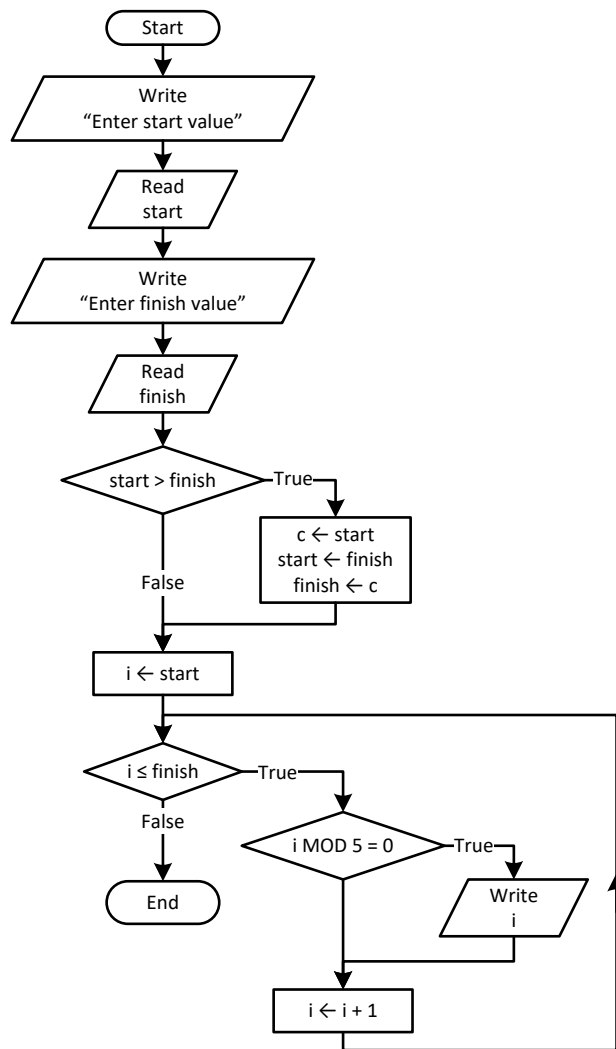 Start
Write
“Enter start value”
Read
start
Write
“Enter finish value”
Read
finish
start > finish
True
c ← start
start ← finish
finish ← c
False
i ← start
i ≤ finish
True
False
i MOD 5 = 0
True
End
Write
i
i ← i + 1